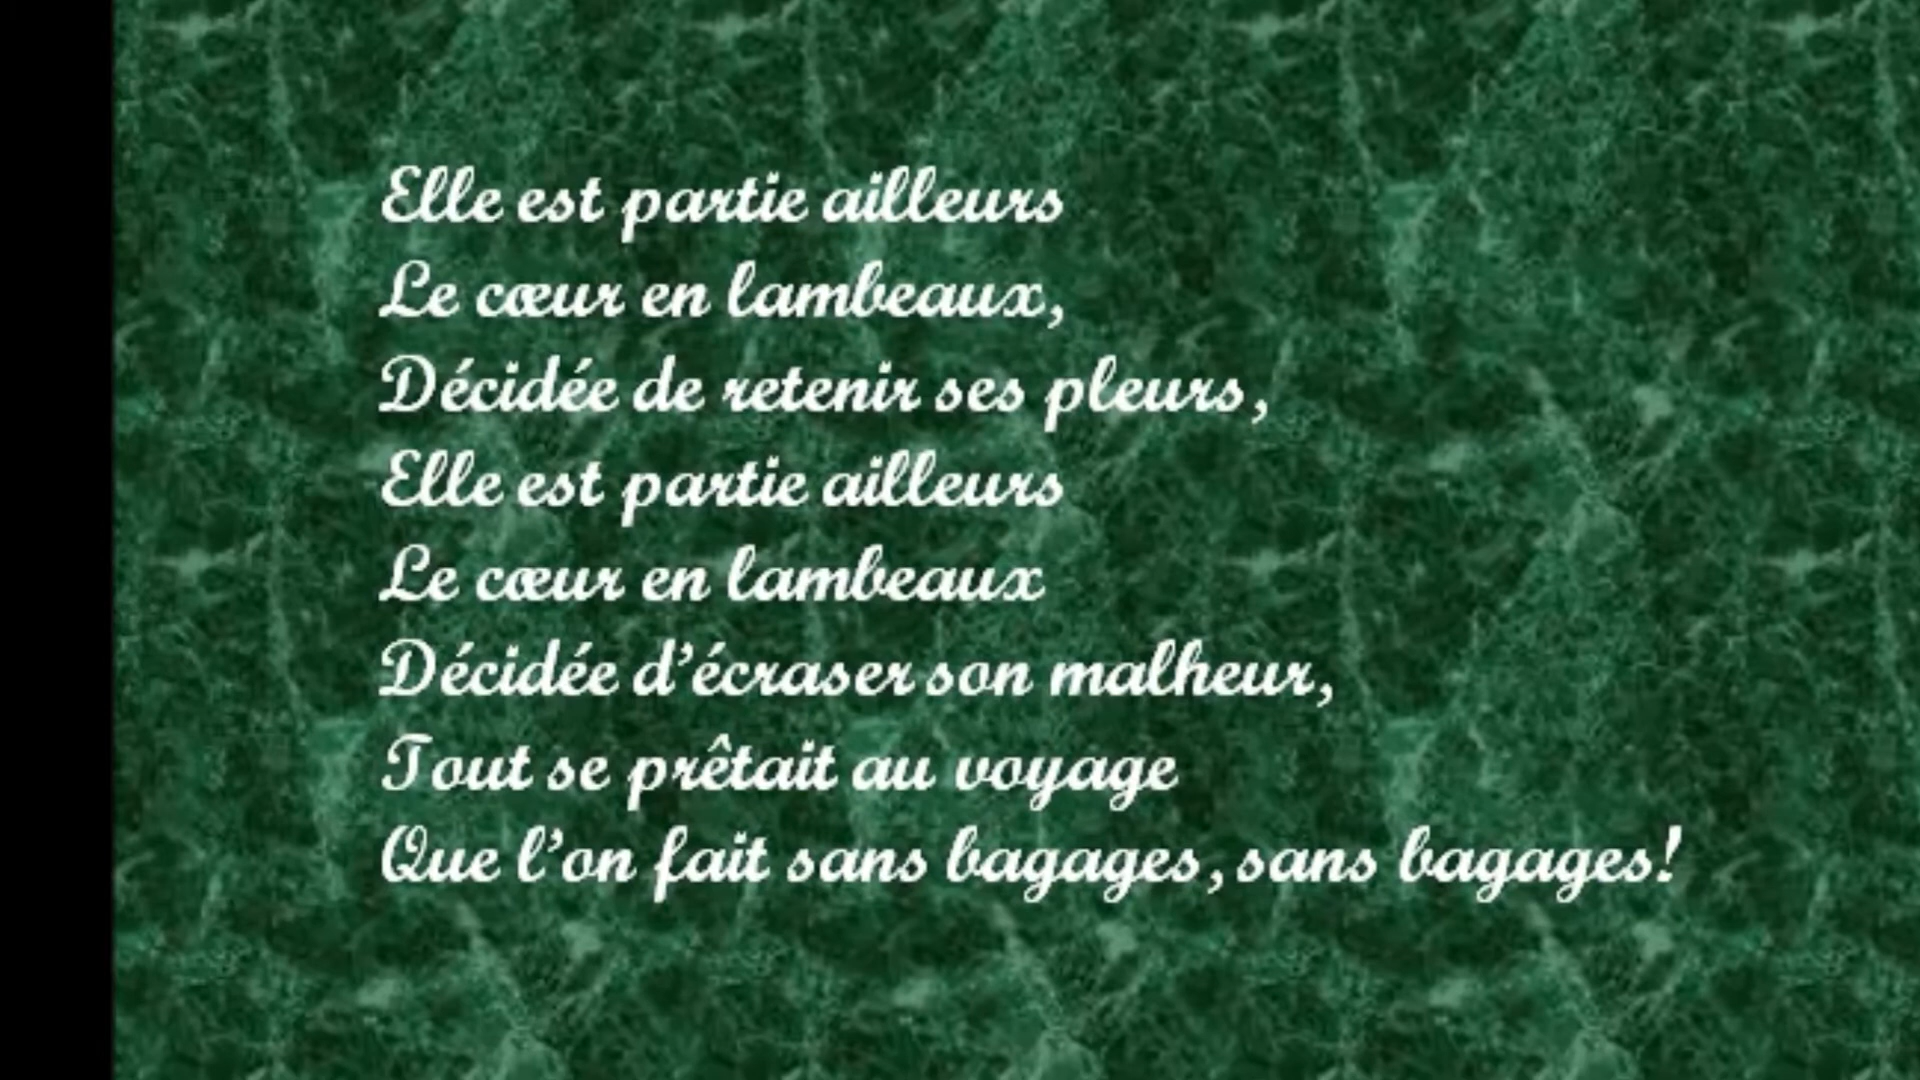 Elle est partie ailleurs
Le cœur en lambeaux,
Décidée de retenir ses pleurs,
Elle est partie ailleurs
Le cœur en lambeaux
Décidée d’écraser son malheur,
Tout se prêtait au voyage
Que l’on fait sans bagages, sans bagages!